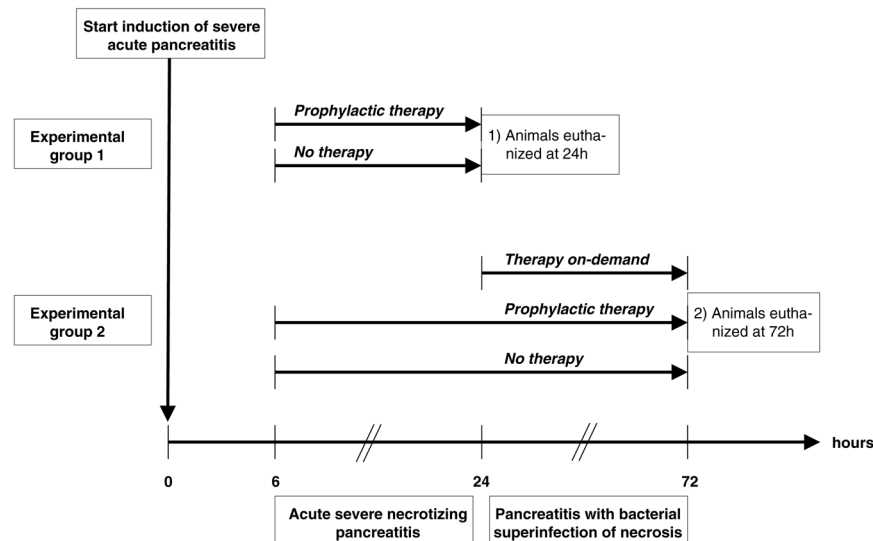 Start induction of severe
acute pancreatitis
Prophylactic therapy
Experimental
group 1
1) Animals eutha-
nized at 24h
No therapy
Therapy on-demand
Experimental
group 2
Prophylactic therapy
2) Animals eutha-
nized at 72h
No therapy
hours
0 6 24 72
Acute severe necrotizing
pancreatitis
Pancreatitis with bacterial
superinfection of necrosis